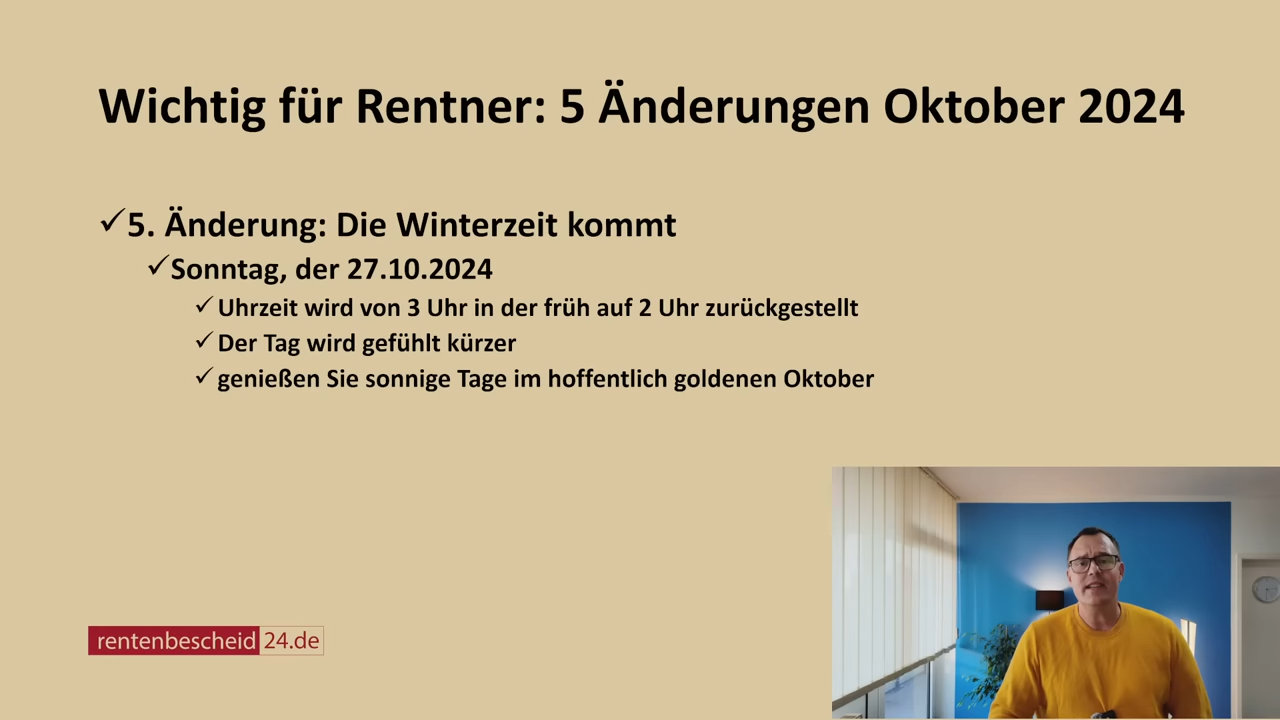 Wichtig für Rentner: 5 Änderungen Oktober 2024
✓5. Änderung: Die Winterzeit kommt
✓Sonntag, der 27.10.2024
✓Uhrzeit wird von 3 Uhr in der früh auf 2 Uhr zurückgestellt
✓Der Tag wird gefühlt kürzer
✓genießen Sie sonnige Tage im hoffentlich goldenen Oktober
rentenbescheid24.de